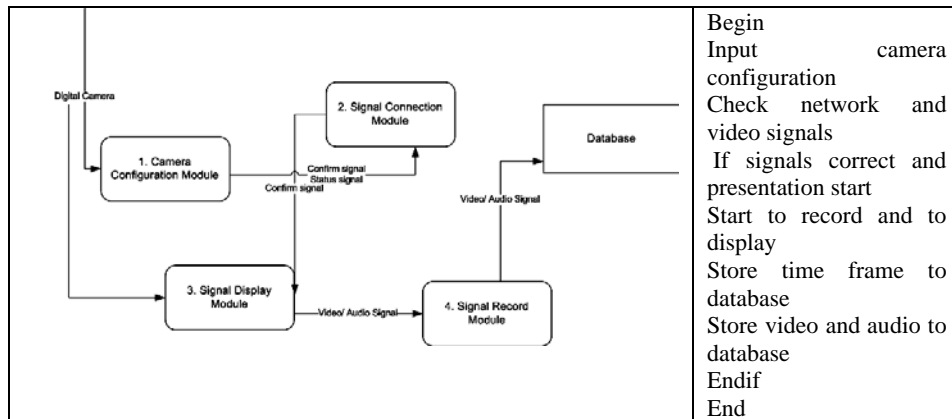 Digital Camera
2. Signal Connection
Module
Database
1. Camera
Configuration Module
Confirm signal
Status signal
Confirm signal
Video/ Audio Signal
3. Signal Display
Module
Video/ Audio Signal
4. Signal Record
Module
Begin
Input camera
configuration
Check network and
video signals
If signals correct and
presentation start
Start to record and to
display
Store time frame to
database
Store video and audio to
database
Endif
End